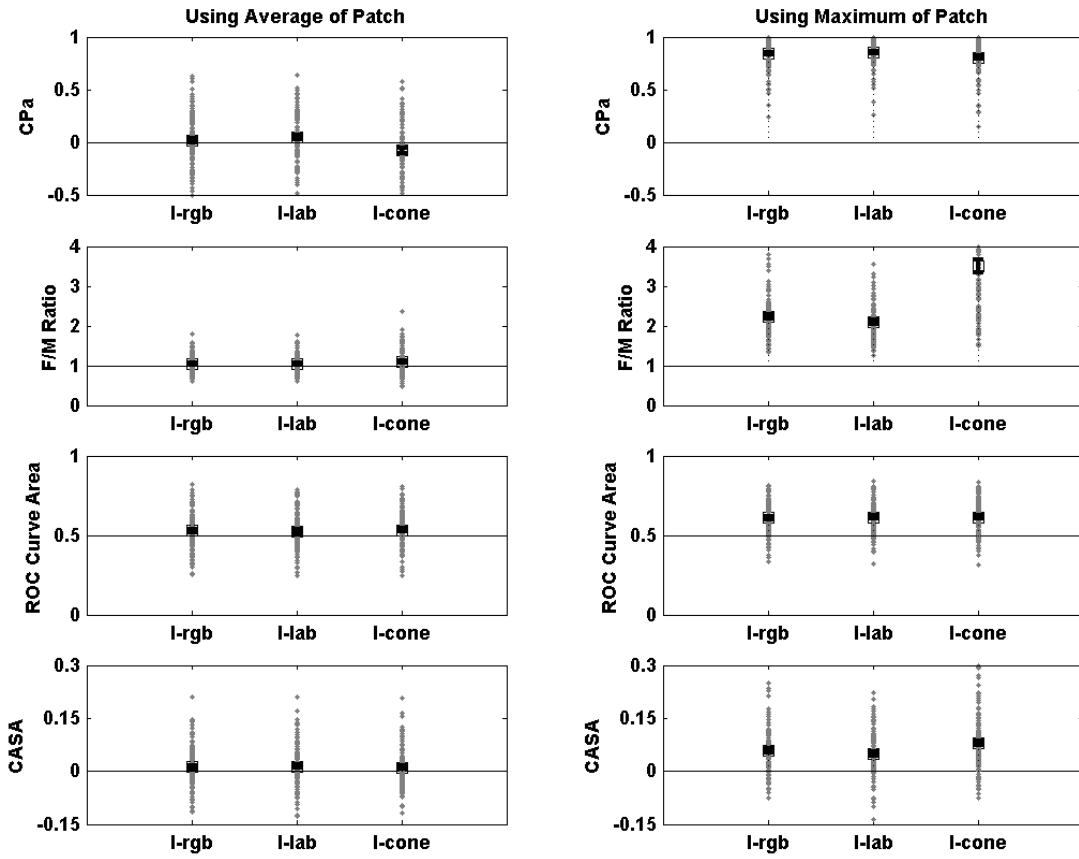 Using Average of Patch
CPa
1
0.5
0
-0.5
I-rgb I-lab I-cone
F/M Ratio
4
3
2
1
0
I-rgb I-lab I-cone
ROC Curve Area
1
0.5
0
I-rgb I-lab I-cone
CASA
0.3
0.15
0
-0.15
I-rgb I-lab I-cone
Using Maximum of Patch
CPa
1
0.5
0
-0.5
I-rgb I-lab I-cone
F/M Ratio
4
3
2
1
0
I-rgb I-lab I-cone
ROC Curve Area
1
0.5
0
I-rgb I-lab I-cone
CASA
0.3
0.15
0
-0.15
I-rgb I-lab I-cone